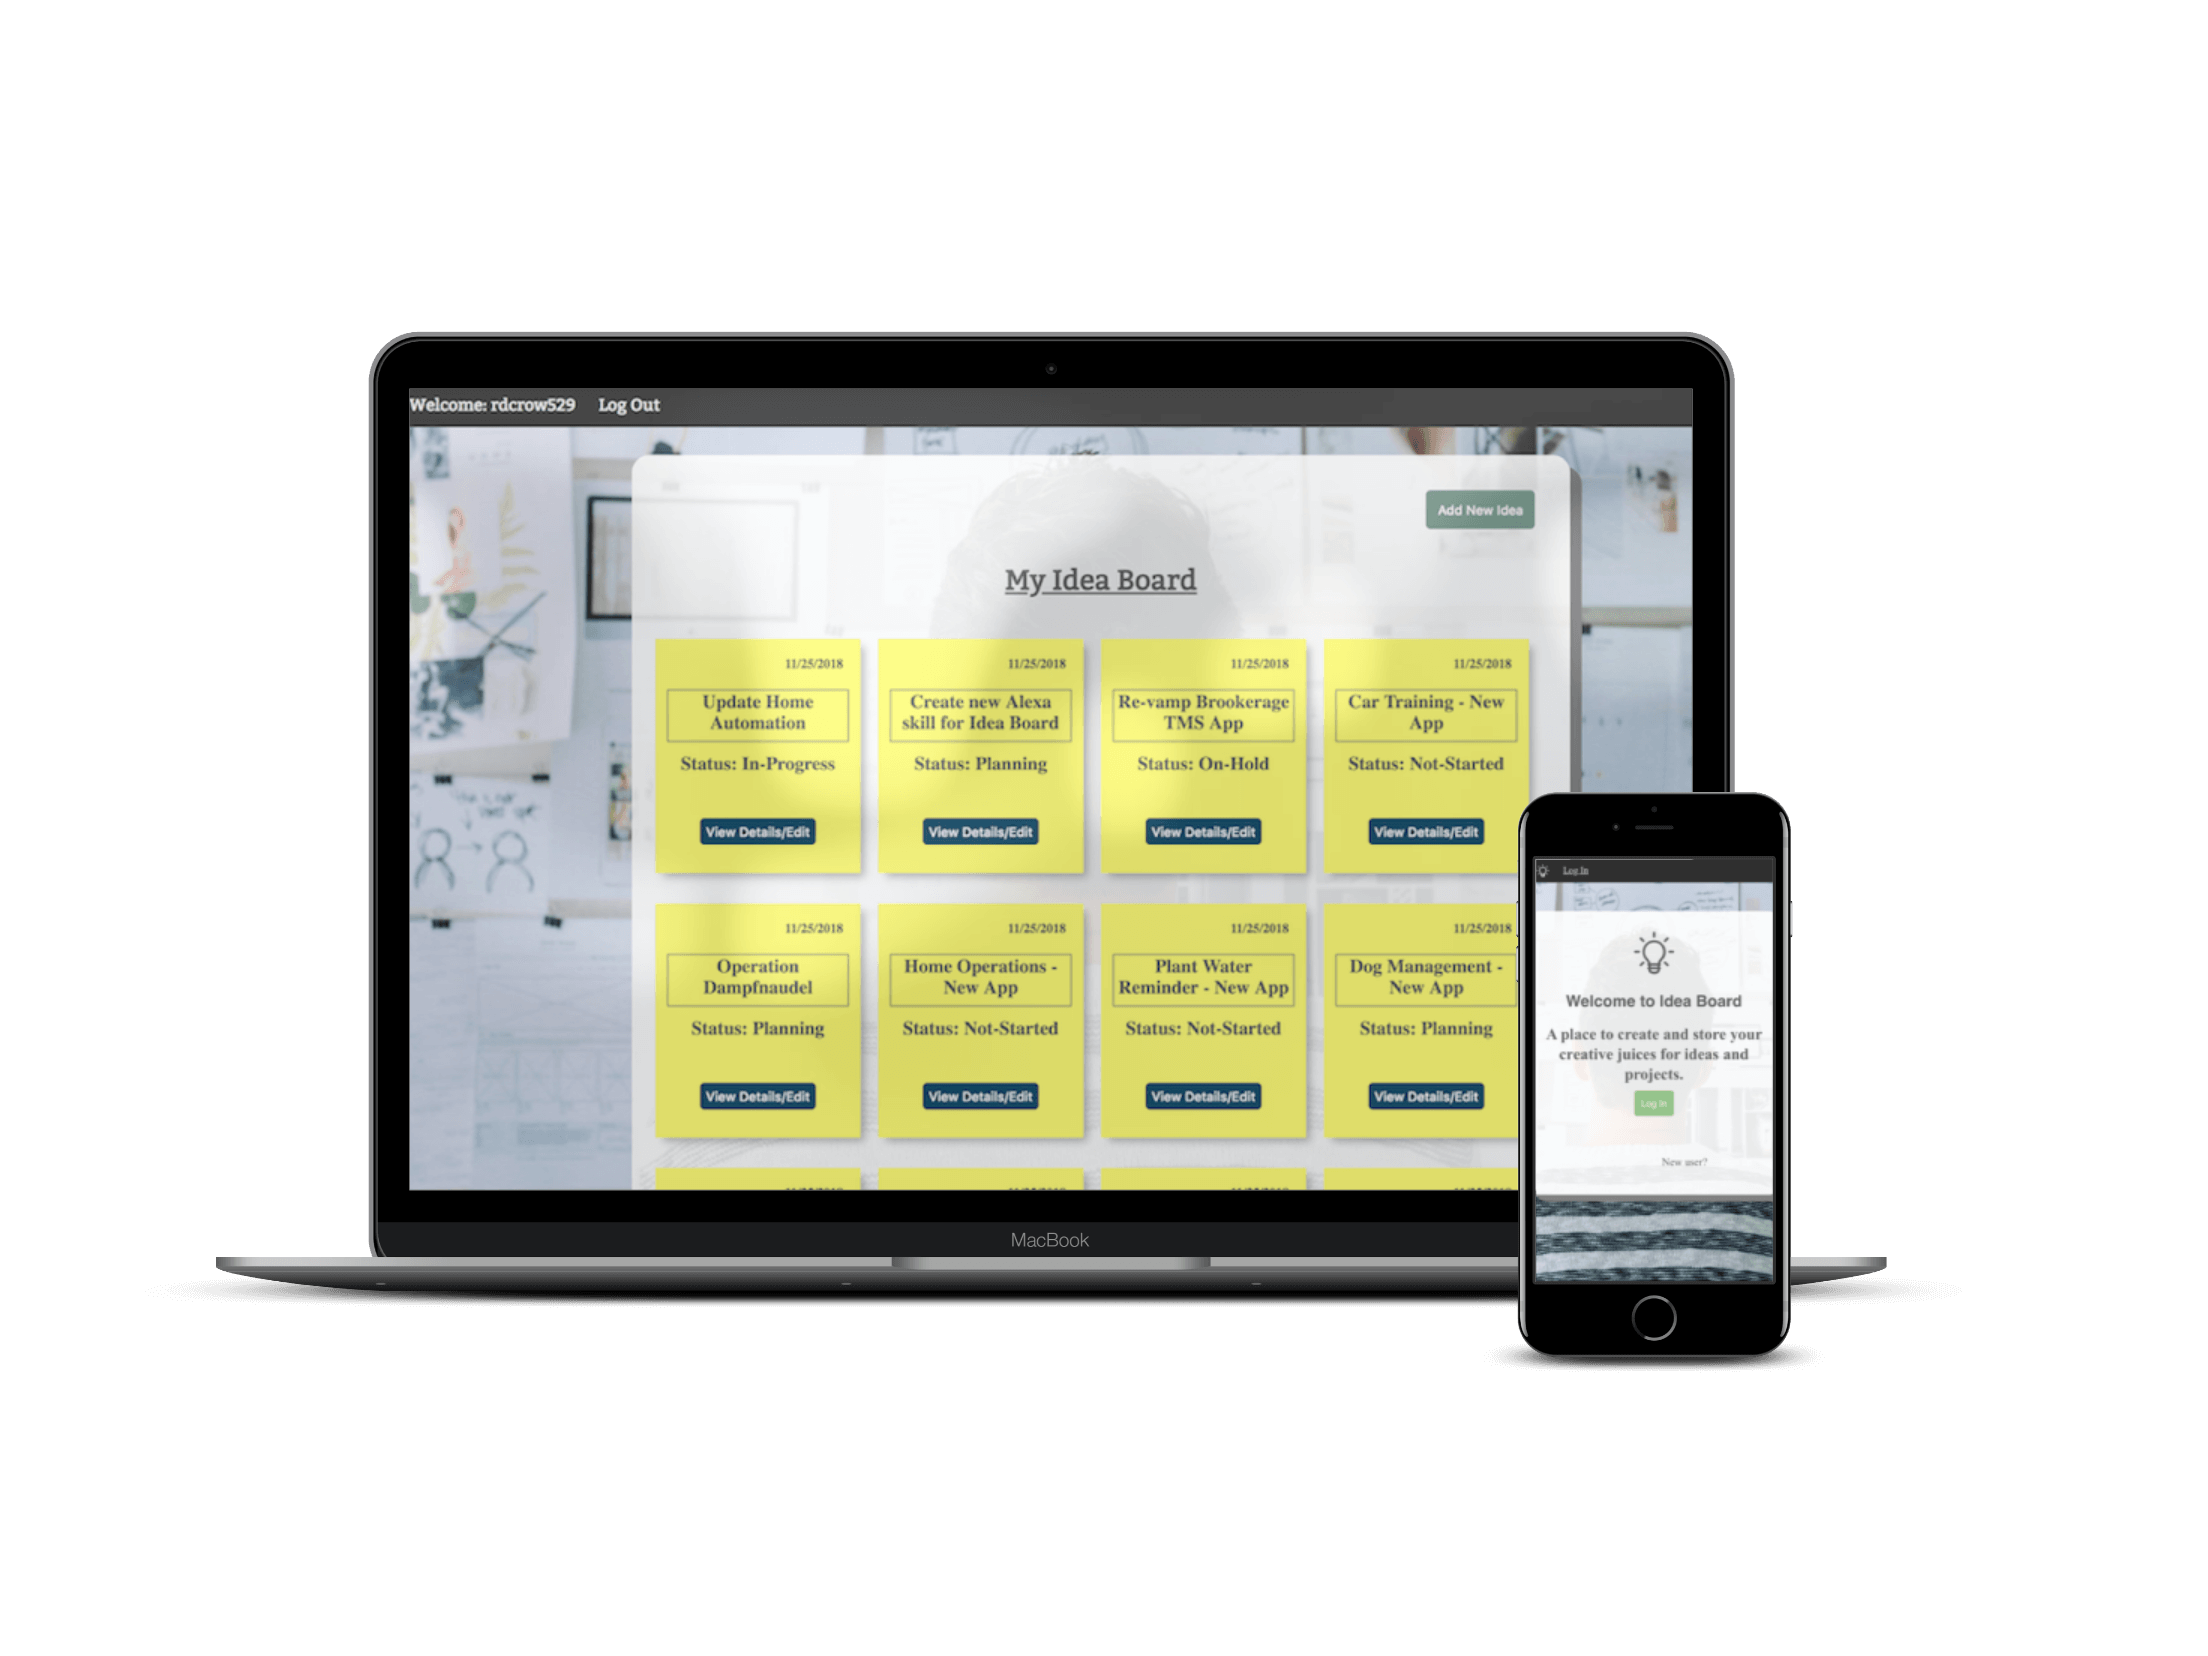 Welcome: rdcrow529 Log Out
Add New Idea
My Idea Board
11/25/2018 11/25/2018 11/25/2018 11/25/2018
Update Home Automation
Status: In-Progress
View Details/Edit
Create new Alexa
skill for Idea Board
Status: Planning
View Details/Edit
Re-vamp Brookerage
TMS App
Status: On-Hold
View Details/Edit
Car Training - New
App
Status: Not-Started
View Details/Edit
11/25/2018
Operation
Dampfnaudel
Status: Planning
View Details/Edit
11/25/2018
Home Operations -
New App
Status: Not-Started
View Details/Edit
11/25/2018
Plant Water
Reminder - New App
Status: Not-Started
View Details/Edit
11/25/2018
Dog Management -
New App
Status: Planning
View Details/Edit
MacBook
Log In
Welcome to Idea Board
A place to create and store your
creative juices for ideas and
projects.
Log In
New user?